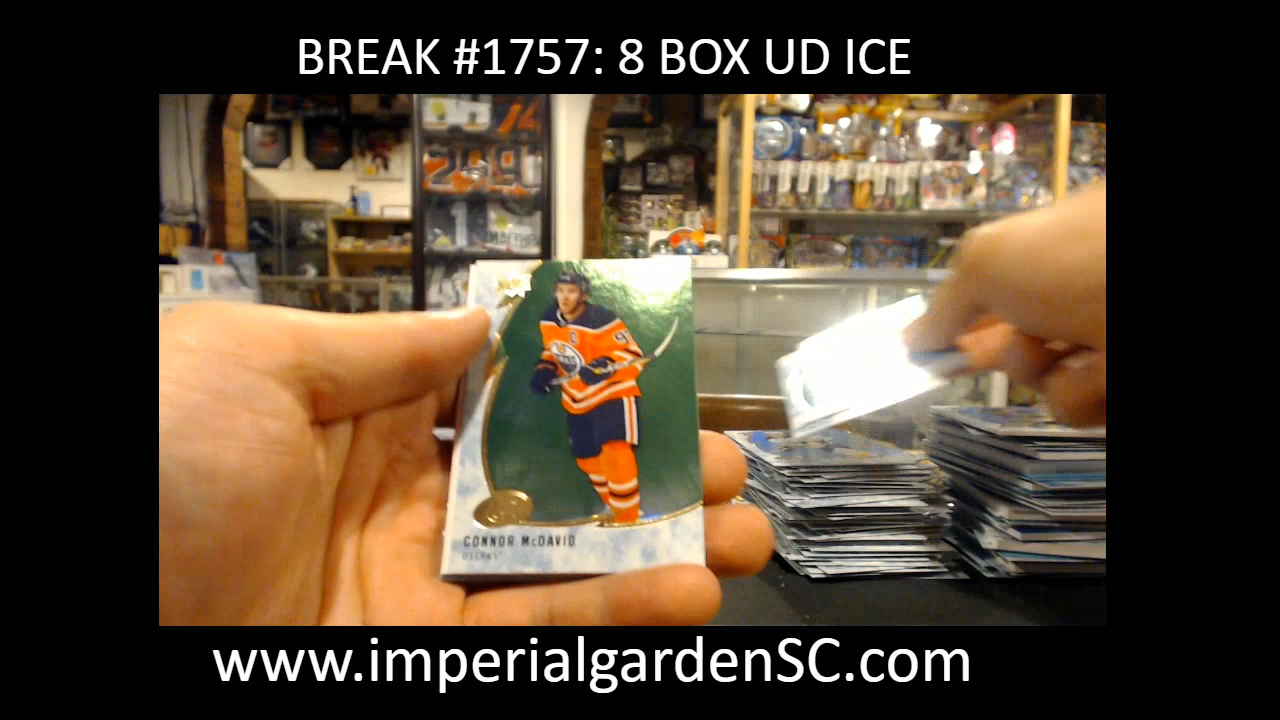 BREAK #1757: 8 BOX UD ICE
CONNOR McDAVID
OILERS
www.imperialgardenSC.com